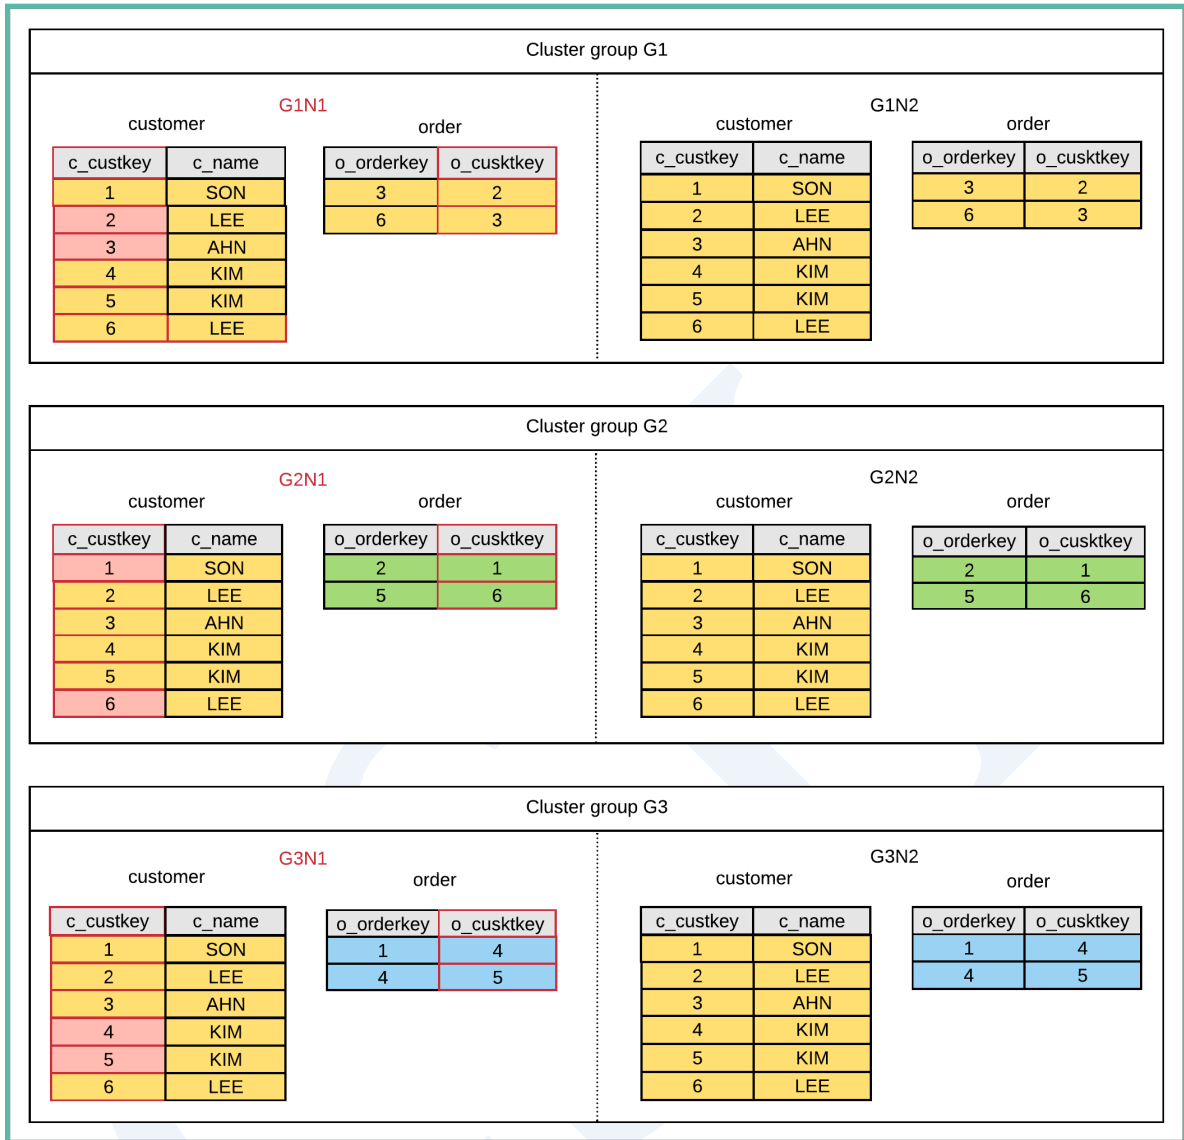 Cluster group G1
G1N1
customer order
c_custkey c_name
1 SON
2 LEE
3 AHN
4 KIM
5 KIM
6 LEE
o_orderkey o_cusktkey
3 2
6 3
G1N2
customer order
c_custkey c_name
1 SON
2 LEE
3 AHN
4 KIM
5 KIM
6 LEE
o_orderkey o_cusktkey
3 2
6 3
Cluster group G2
G2N1
customer order
c_custkey c_name
1 SON
2 LEE
3 AHN
4 KIM
5 KIM
6 LEE
o_orderkey o_cusktkey
2 1
5 6
G2N2
customer order
c_custkey c_name
1 SON
2 LEE
3 AHN
4 KIM
5 KIM
6 LEE
o_orderkey o_cusktkey
2 1
5 6
Cluster group G3
G3N1
customer order
c_custkey c_name
1 SON
2 LEE
3 AHN
4 KIM
5 KIM
6 LEE
o_orderkey o_cusktkey
1 4
4 5
G3N2
customer order
c_custkey c_name
1 SON
2 LEE
3 AHN
4 KIM
5 KIM
6 LEE
o_orderkey o_cusktkey
1 4
4 5